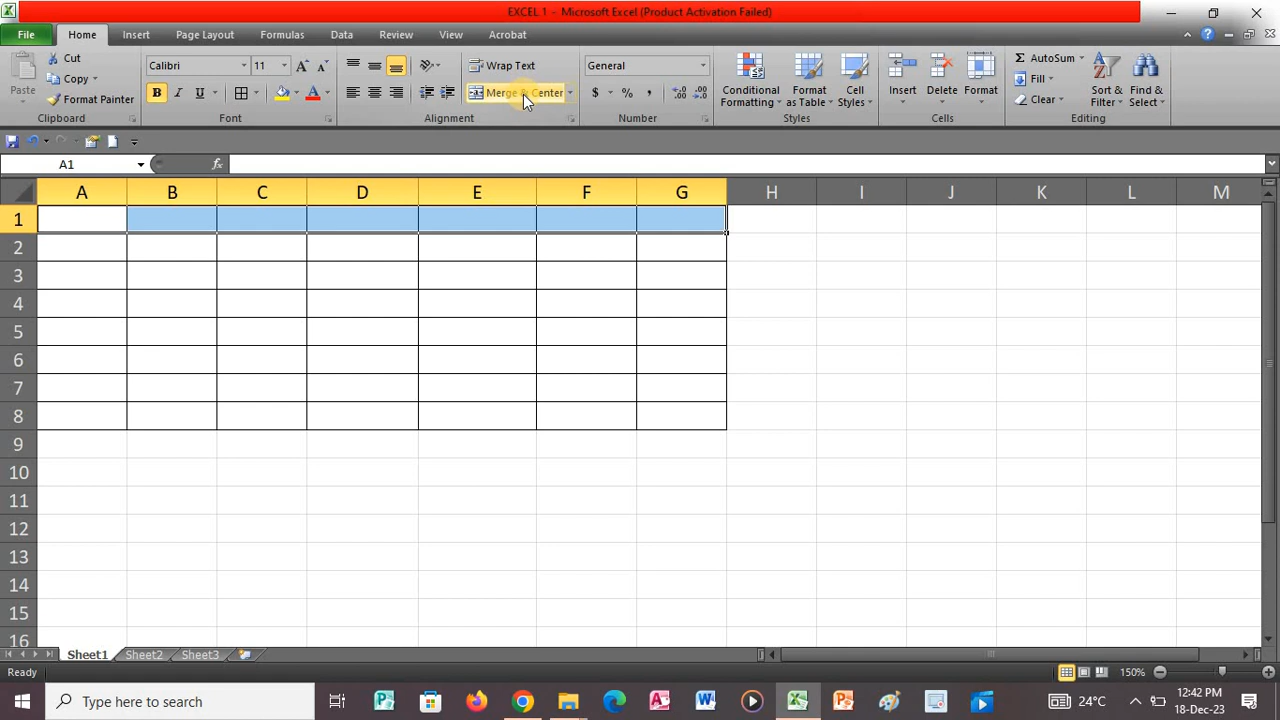 EXCEL 1 - Microsoft Excel (Product Activation Failed)
File Home Insert Page Layout Formulas Data Review View Acrobat
Paste
Cut
Copy
Format Painter
Clipboard
Calibri 11
B I U A
Font
Wrap Text
Merge & Center
Alignment
General
$ % ,
Number
Conditional Formatting
Format as Table
Cell Styles
Styles
Insert
Delete
Format
Cells
Σ AutoSum
Fill
Clear
Sort & Filter
Find & Select
Editing
A1 fx
A B C D E F G H I J K L M
1
2
3
4
5
6
7
8
9
10
11
12
13
14
15
16
Sheet1 Sheet2 Sheet3
Ready 150%
Type here to search
24°C
12:42 PM
18-Dec-23